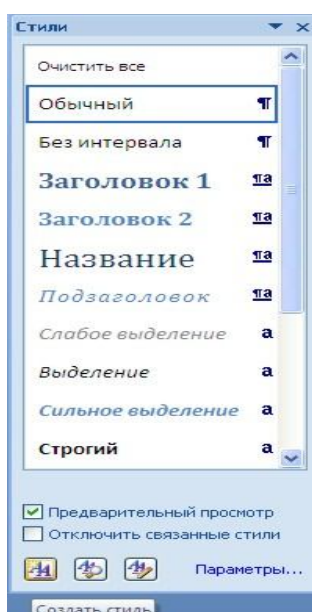 Стили
Очистить все
Обычный ¶
Без интервала ¶
Заголовок 1 ¶a
Заголовок 2 ¶a
Название ¶a
Подзаголовок ¶a
Слабое выделение a
Выделение a
Сильное выделение a
Строгий a
Предварительный просмотр
Отключить связанные стили
Параметры...
Создать стиль